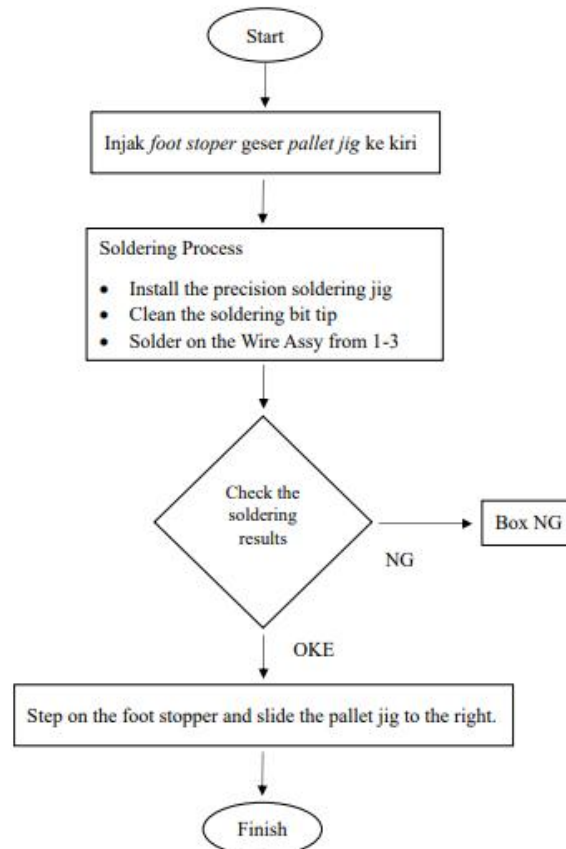 Start
Injak foot stoper geser pallet jig ke kiri
Soldering Process
• Install the precision soldering jig
• Clean the soldering bit tip
• Solder on the Wire Assy from 1-3
Check the
soldering
results
Box NG
NG
OKE
Step on the foot stopper and slide the pallet jig to the right.
Finish